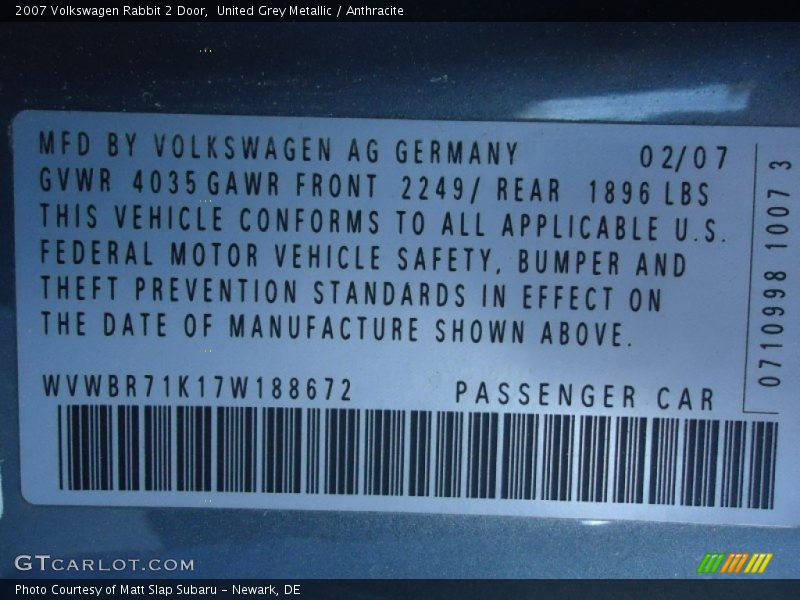 2007 Volkswagen Rabbit 2 Door,  United Grey Metallic / Anthracite
MFD BY VOLKSWAGEN AG GERMANY 02/07
GVWR 4035 GAWR FRONT 2249/ REAR 1896 LBS
THIS VEHICLE CONFORMS TO ALL APPLICABLE U.S.
FEDERAL MOTOR VEHICLE SAFETY, BUMPER AND
THEFT PREVENTION STANDARDS IN EFFECT ON
THE DATE OF MANUFACTURE SHOWN ABOVE.
WVWBR71K17W188672 PASSENGER CAR
0710998 1007 3
GTCARLOT.COM
Photo Courtesy of Matt Slap Subaru - Newark, DE